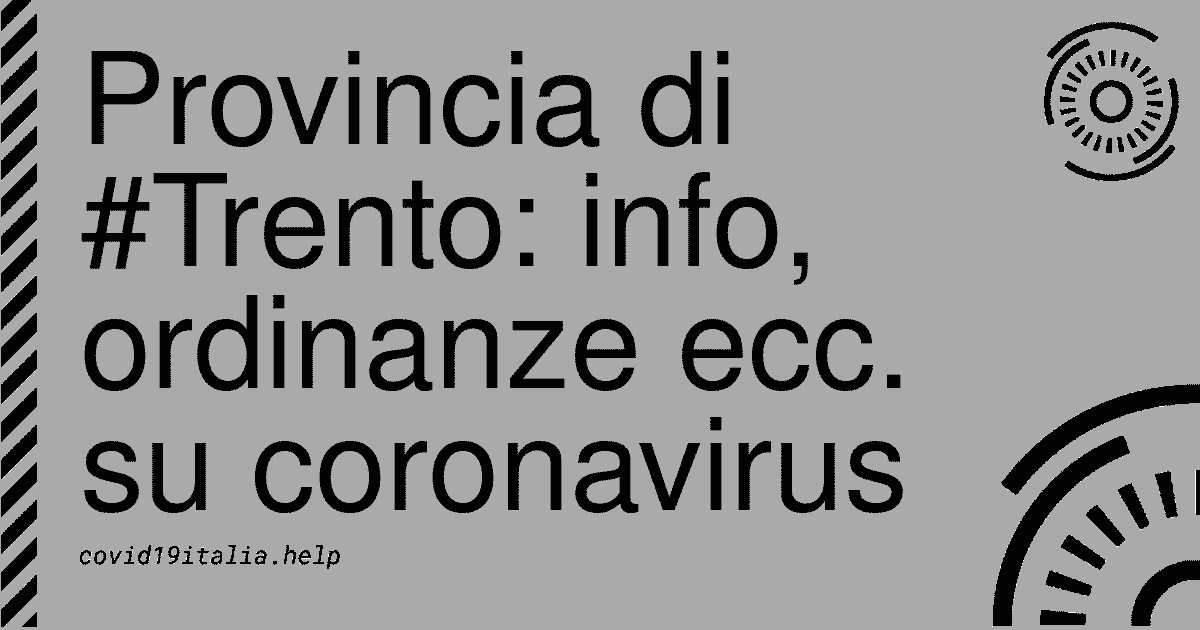 Provincia di
#Trento: info,
ordinanze ecc.
su coronavirus
covid19italia.help